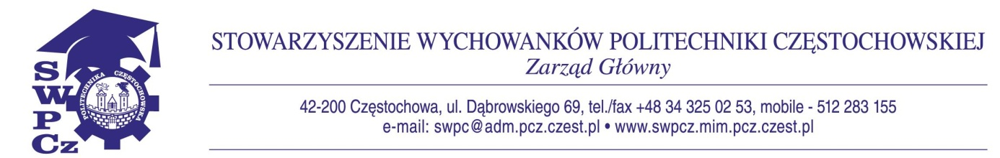 SWPCz
POLITECHNIKA CZĘSTOCHOWSKA
STOWARZYSZENIE WYCHOWANKÓW POLITECHNIKI CZĘSTOCHOWSKIEJ
Zarząd Główny
42-200 Częstochowa, ul. Dąbrowskiego 69, tel./fax +48 34 325 02 53, mobile - 512 283 155
e-mail: swpc@adm.pcz.czest.pl • www.swpcz.mim.pcz.czest.pl